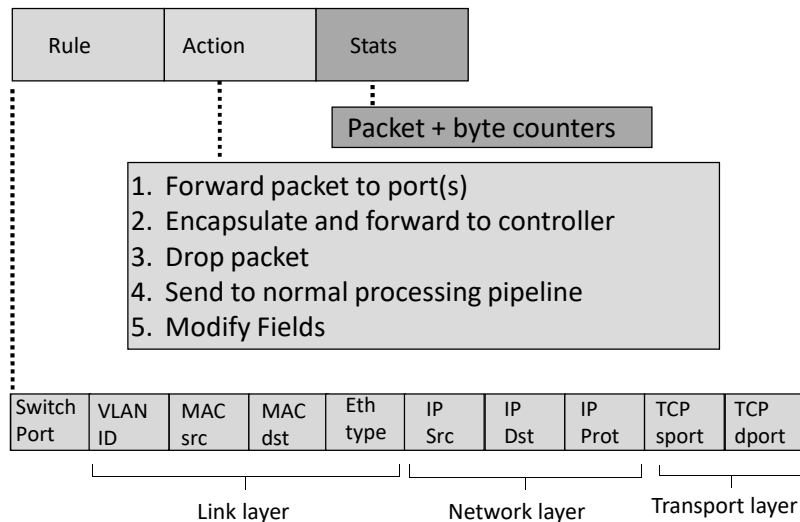 Rule Action Stats
Packet + byte counters
1. Forward packet to port(s)
2. Encapsulate and forward to controller
3. Drop packet
4. Send to normal processing pipeline
5. Modify Fields
Switch Port
VLAN ID
MAC src
MAC dst
Eth type
IP Src
IP Dst
IP Prot
TCP sport
TCP dport
Link layer
Network layer
Transport layer